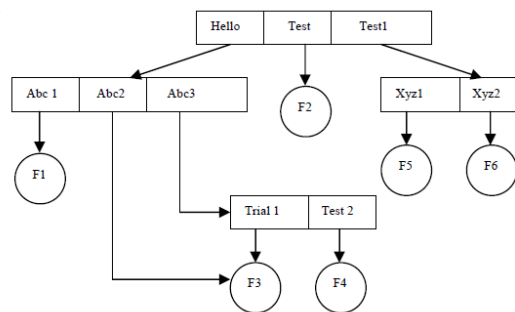 Hello Test Test1
Abc 1 Abc2 Abc3
F2
Xyz1 Xyz2
F1
F5 F6
Trial 1 Test 2
F3 F4